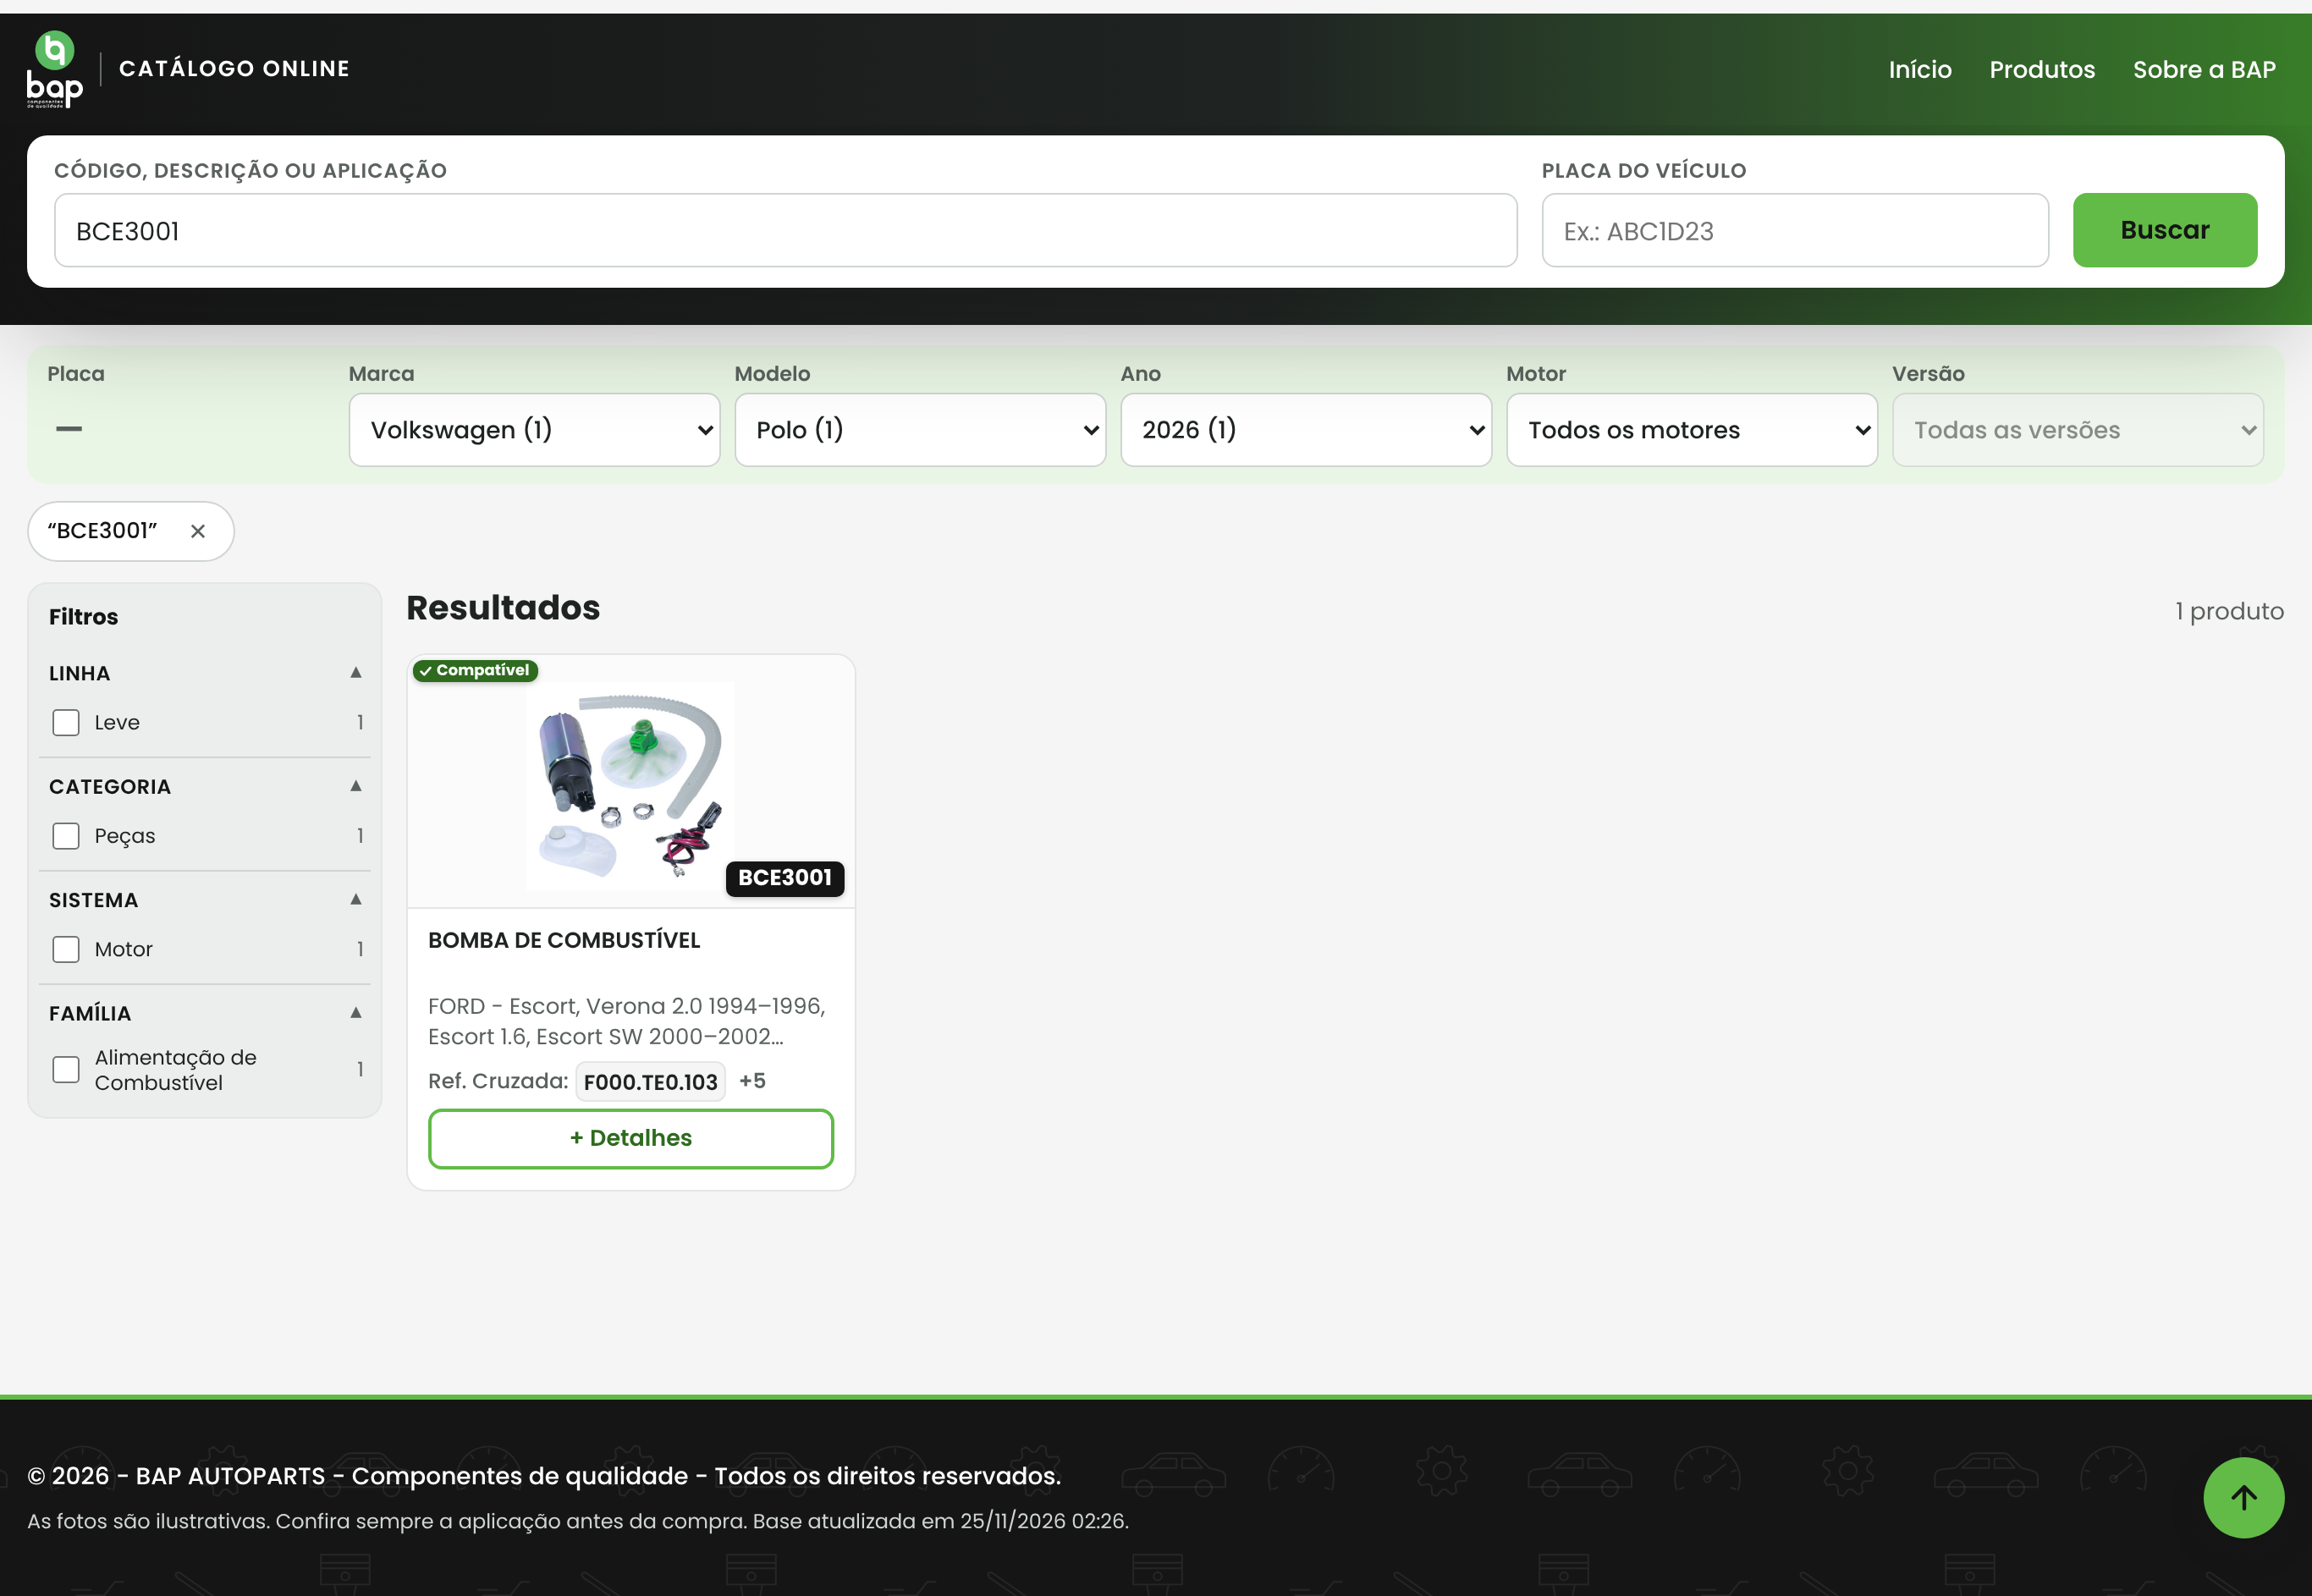 bap
componentes
de qualidade
CATÁLOGO ONLINE
Início
Produtos
Sobre a BAP
CÓDIGO, DESCRIÇÃO OU APLICAÇÃO
PLACA DO VEÍCULO
BCE3001
Ex.: ABC1D23
Buscar
Placa
Marca
Modelo
Ano
Motor
Versão
—
Volkswagen (1)
Polo (1)
2026 (1)
Todos os motores
Todas as versões
“BCE3001” ✕
Filtros
LINHA ▲
Leve 1
CATEGORIA ▲
Peças 1
SISTEMA ▲
Motor 1
FAMÍLIA ▲
Alimentação de
Combustível 1
Resultados
1 produto
✓ Compatível
BCE3001
BOMBA DE COMBUSTÍVEL
FORD - Escort, Verona 2.0 1994–1996,
Escort 1.6, Escort SW 2000–2002...
Ref. Cruzada: F000.TE0.103 +5
+ Detalhes
© 2026 - BAP AUTOPARTS - Componentes de qualidade - Todos os direitos reservados.
As fotos são ilustrativas. Confira sempre a aplicação antes da compra. Base atualizada em 25/11/2026 02:26.